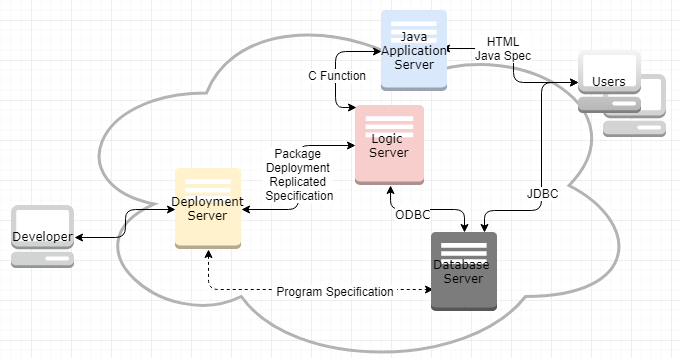 Java
Application
Server
HTML
Java Spec
Users
C Function
Logic
Server
Package
Deployment
Replicated
Specification
Deployment
Server
JDBC
ODBC
Developer
Database
Server
Program Specification